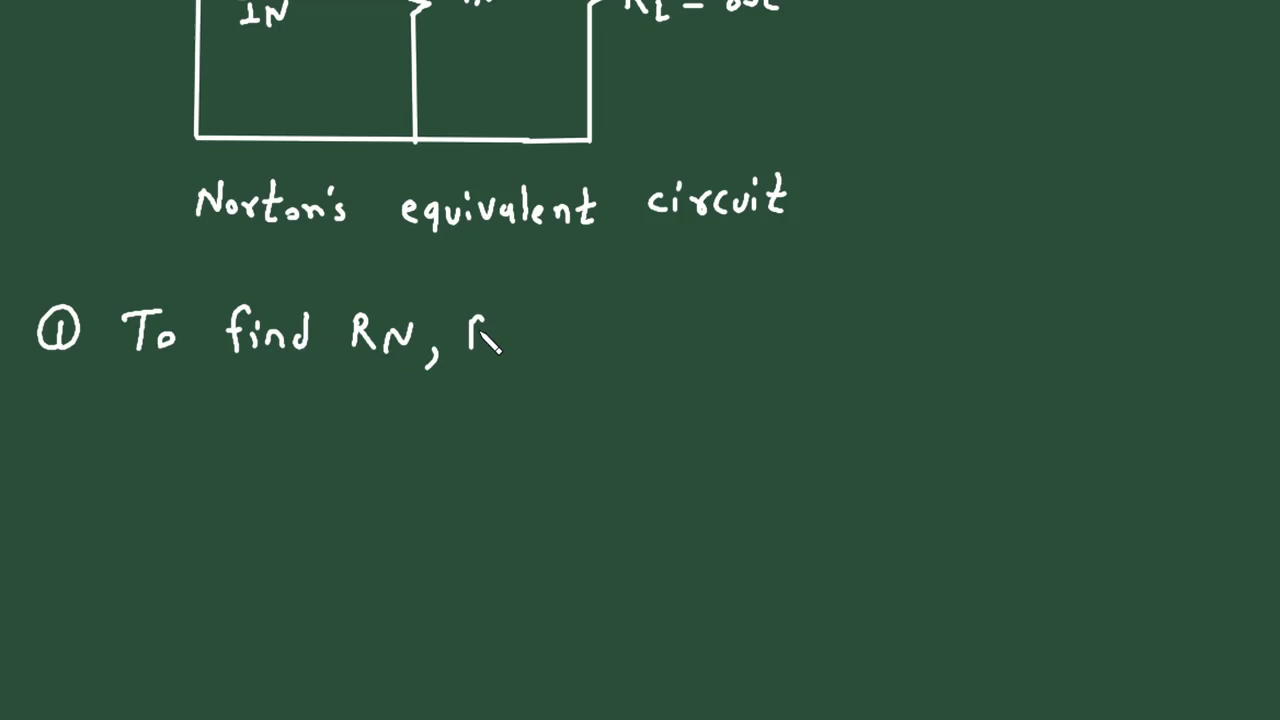 IN
Norton's equivalent circuit
① To find RN,